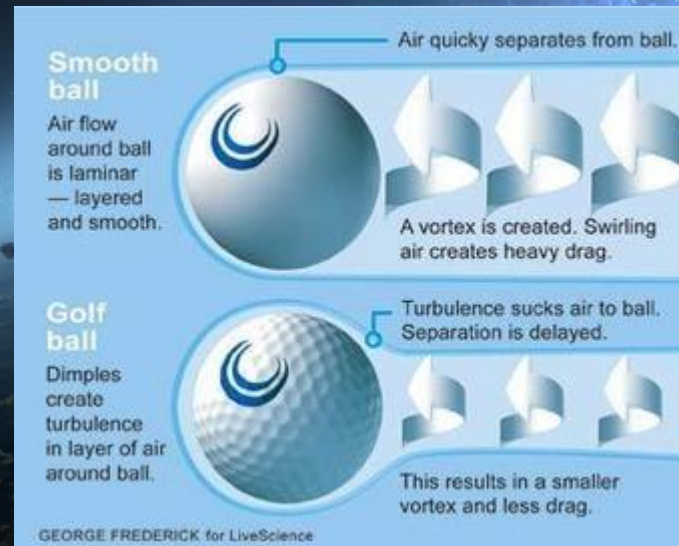 Smooth
ball
Air flow
around ball
is laminar
— layered
and smooth.
Air quicky separates from ball.
A vortex is created. Swirling
air creates heavy drag.
Golf
ball
Dimples
create
turbulence
in layer of air
around ball.
Turbulence sucks air to ball.
Separation is delayed.
This results in a smaller
vortex and less drag.
GEORGE FREDERICK for LiveScience